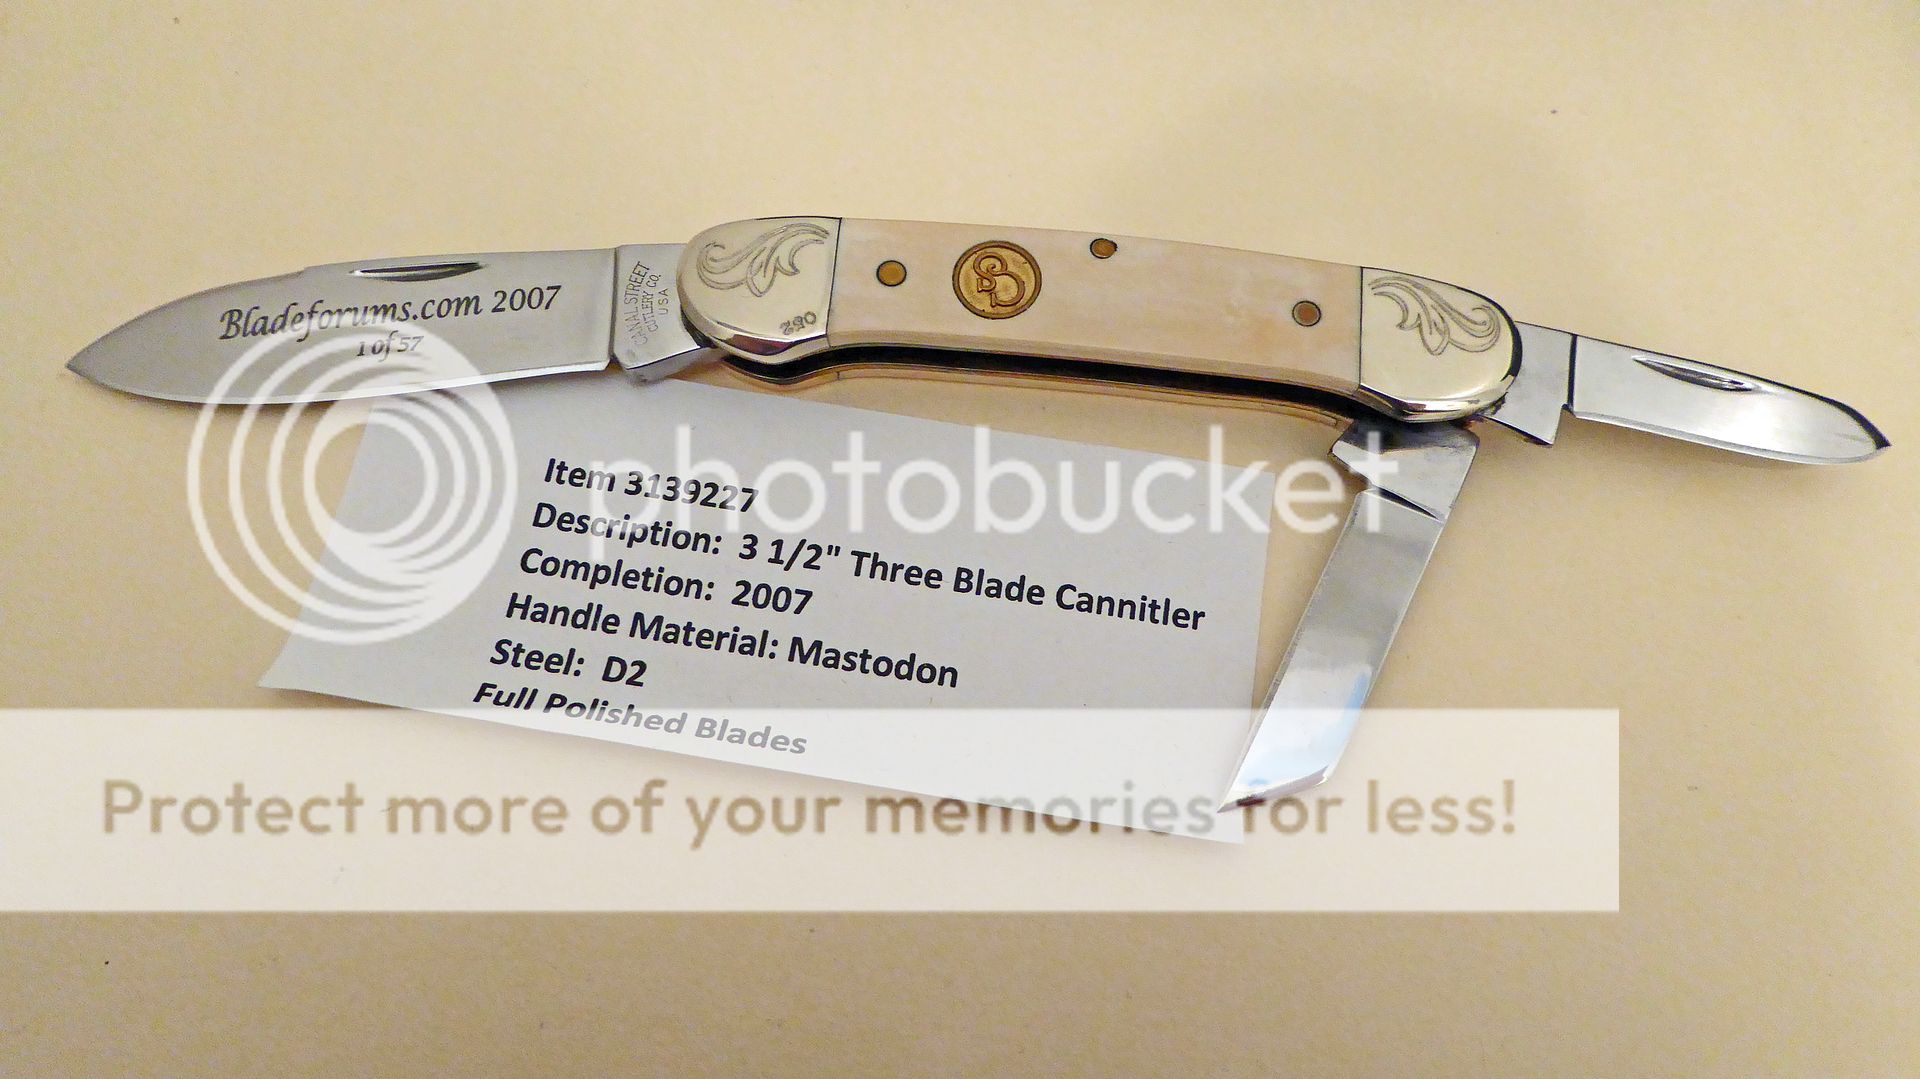 Bladeforums.com 2007
1 of 57
CANAL STREET
CUTLERY CO.
USA
052
Item 3139227
Description: 3 1/2" Three Blade Cannitler
Completion: 2007
Handle Material: Mastodon
Steel: D2
Full Polished Blades
photobucket
Protect more of your memories for less!